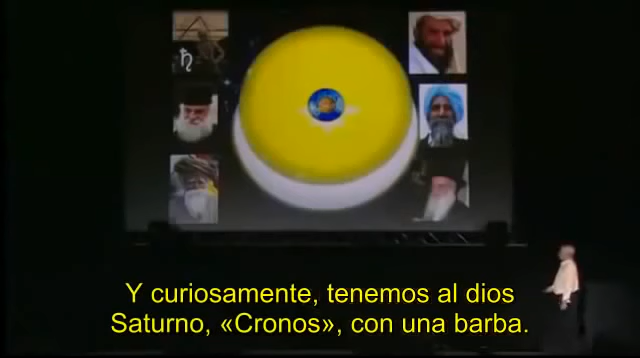 Y curiosamente, tenemos al dios
Saturno, «Cronos», con una barba.